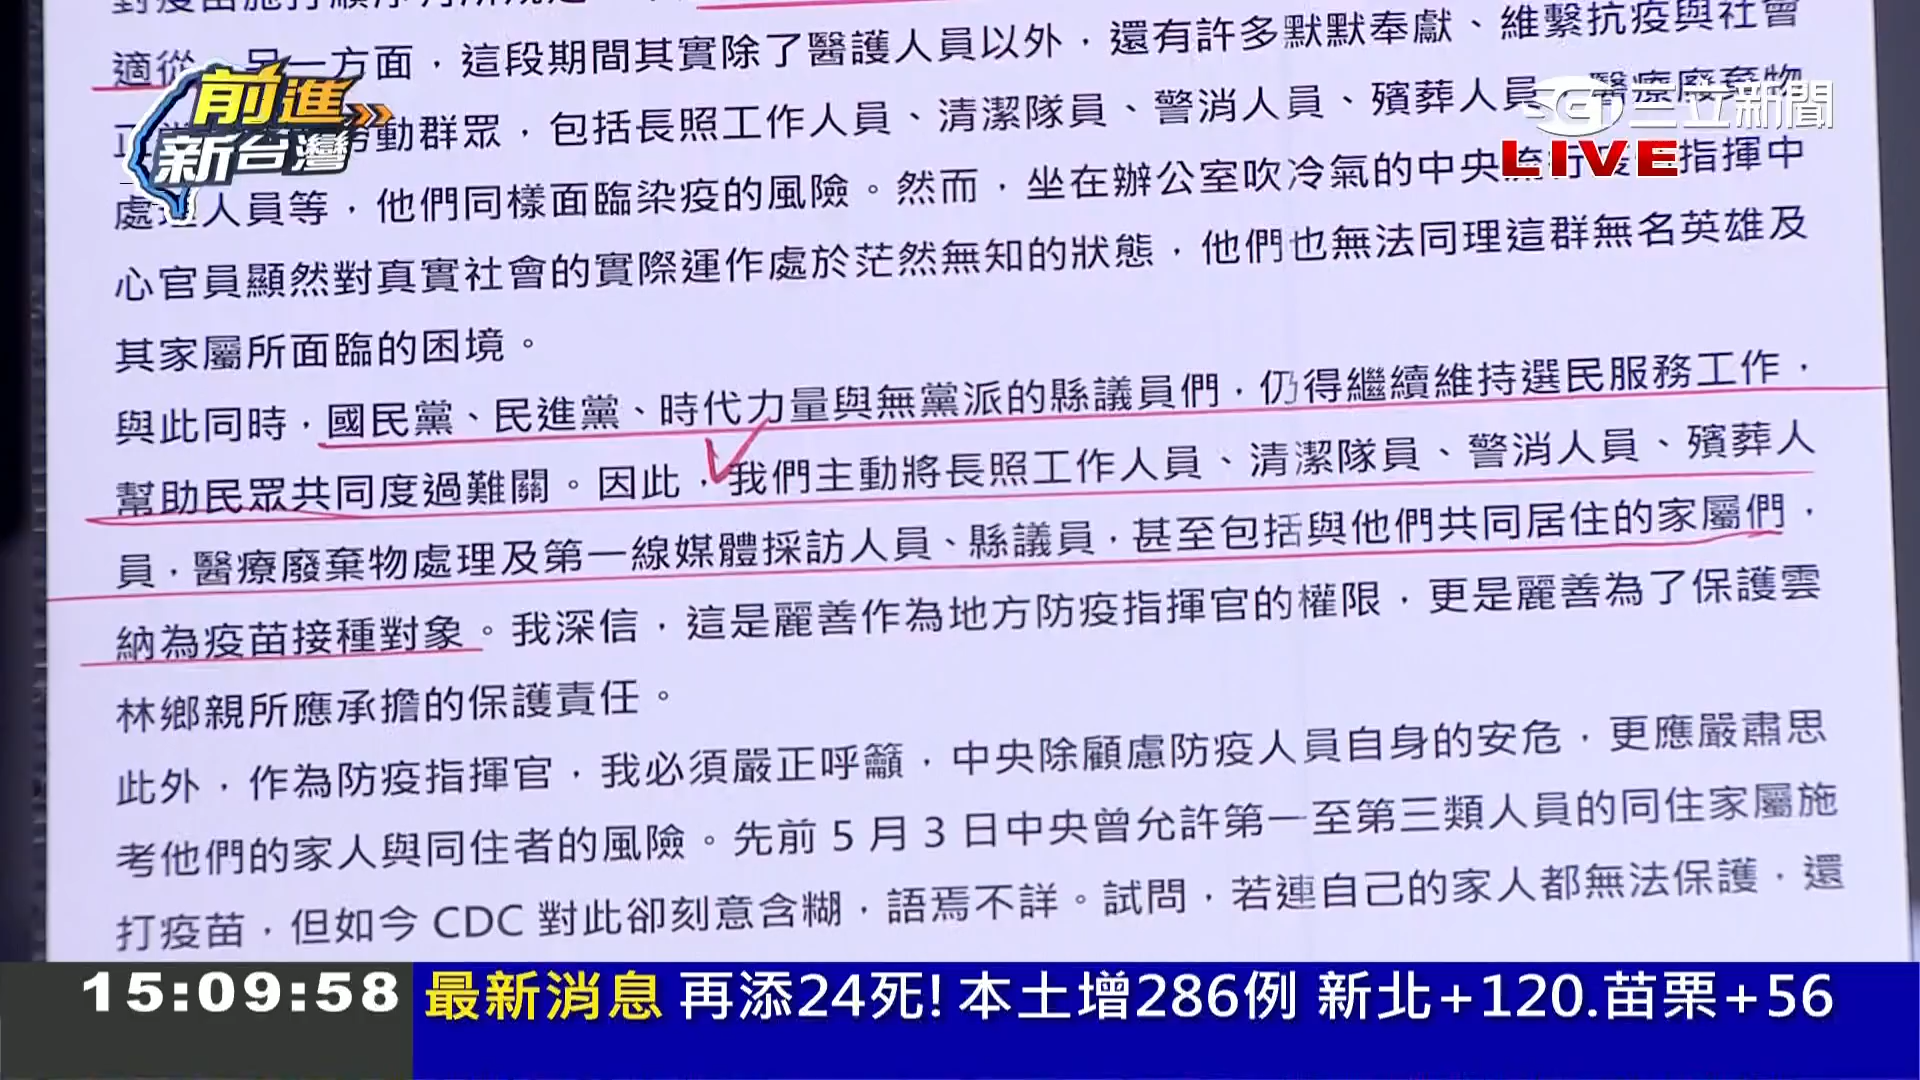 對疫苗施打順序
適從。另一方面，這段期間其實除了醫護人員以外，還有許多默默奉獻、維繫抗疫與社會
動群眾，包括長照工作人員、清潔隊員、警消人員、殯葬人員、醫療廢棄物
處理人員等，他們同樣面臨染疫的風險。然而，坐在辦公室吹冷氣的中央流行疫情指揮中
心官員顯然對真實社會的實際運作處於茫然無知的狀態，他們也無法同理這群無名英雄及
其家屬所面臨的困境。
與此同時，國民黨、民進黨、時代力量與無黨派的縣議員們，仍得繼續維持選民服務工作，
幫助民眾共同度過難關。因此，我們主動將長照工作人員、清潔隊員、警消人員、殯葬人
員，醫療廢棄物處理及第一線媒體採訪人員、縣議員，甚至包括與他們共同居住的家屬們，
納為疫苗接種對象。我深信，這是麗善作為地方防疫指揮官的權限，更是麗善為了保護雲
林鄉親所應承擔的保護責任。
此外，作為防疫指揮官，我必須嚴正呼籲，中央除顧慮防疫人員自身的安危，更應嚴肅思
考他們的家人與同住者的風險。先前 5 月 3 日中央曾允許第一至第三類人員的同住家屬施
打疫苗，但如今 CDC 對此卻刻意含糊，語焉不詳。試問，若連自己的家人都無法保護，還
前進
新台灣
三立新聞
LIVE
15:09:58
最新消息 再添24死!本土增286例 新北+120.苗栗+56